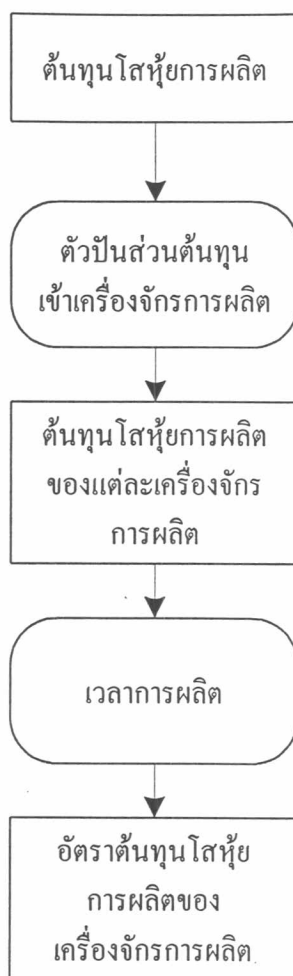 ต้นทุนโสหุ้ยการผลิต
ตัวปันส่วนต้นทุน
เข้าเครื่องจักรการผลิต
ต้นทุนโสหุ้ยการผลิต
ของแต่ละเครื่องจักร
การผลิต
เวลาการผลิต
อัตราต้นทุนโสหุ้ย
การผลิตของ
เครื่องจักรการผลิต